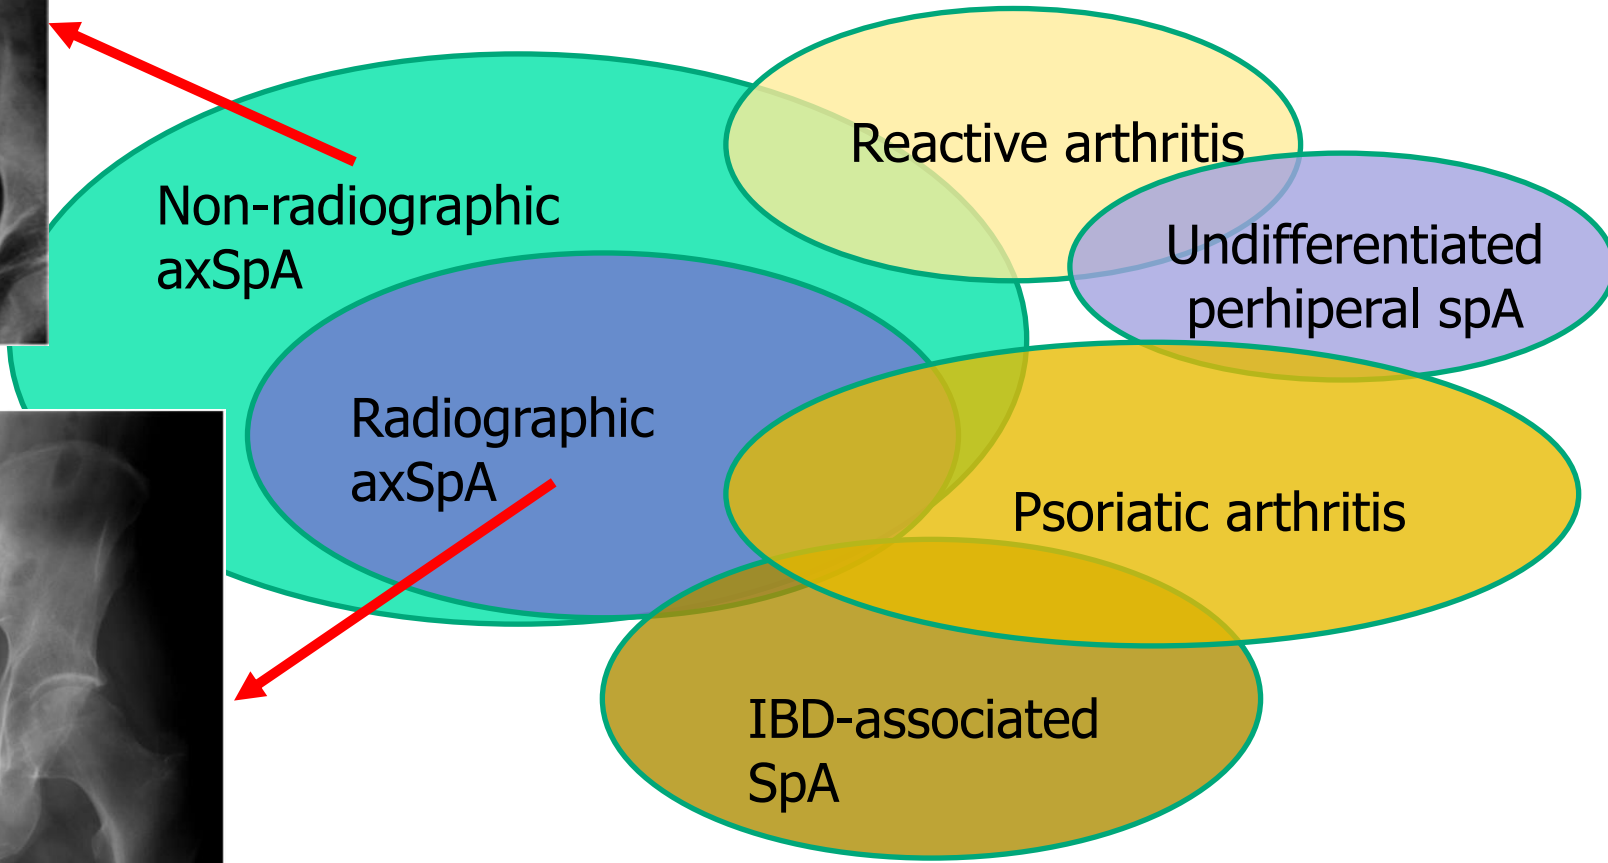 Reactive arthritis
Non-radiographic
axSpA
Undifferentiated
perhiperal spA
Radiographic
axSpA
Psoriatic arthritis
IBD-associated
SpA